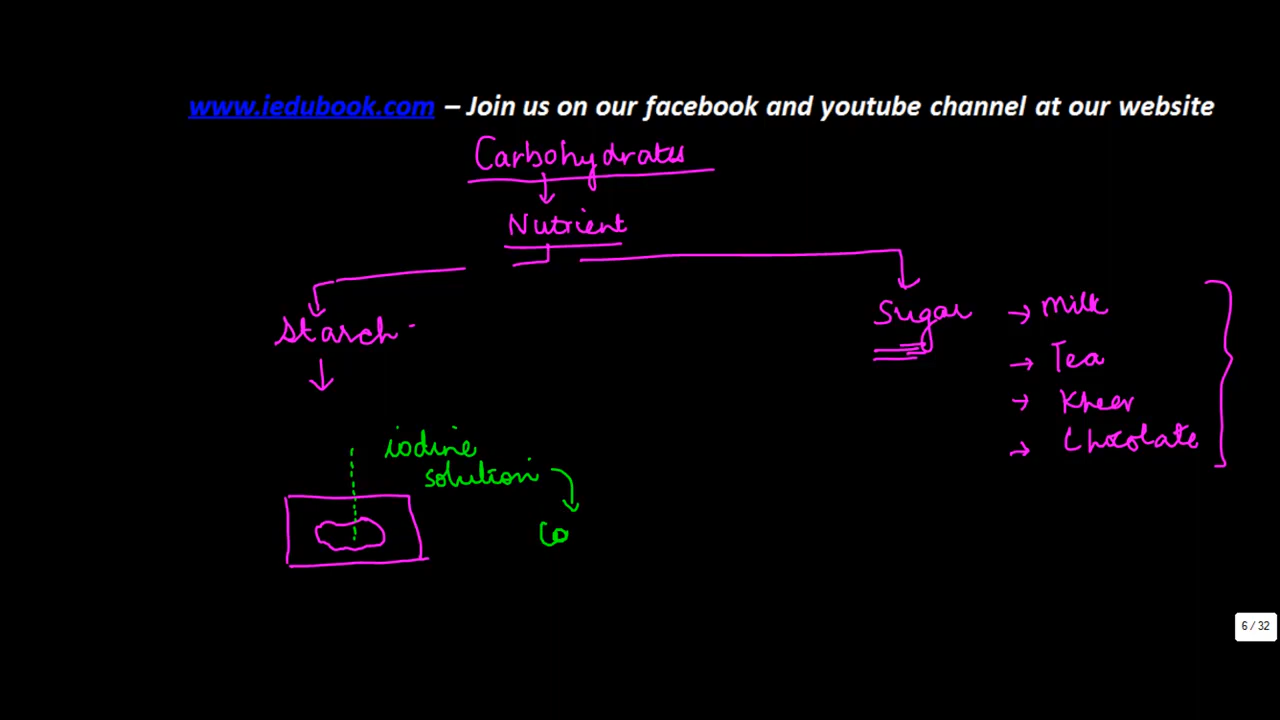 www.iedubook.com – Join us on our facebook and youtube channel at our website
Carbohydrates
Nutrient
Starch
Sugar → Milk
→ Tea
→ Kheer
→ Chocolate
iodine
solution
Co
6 / 32